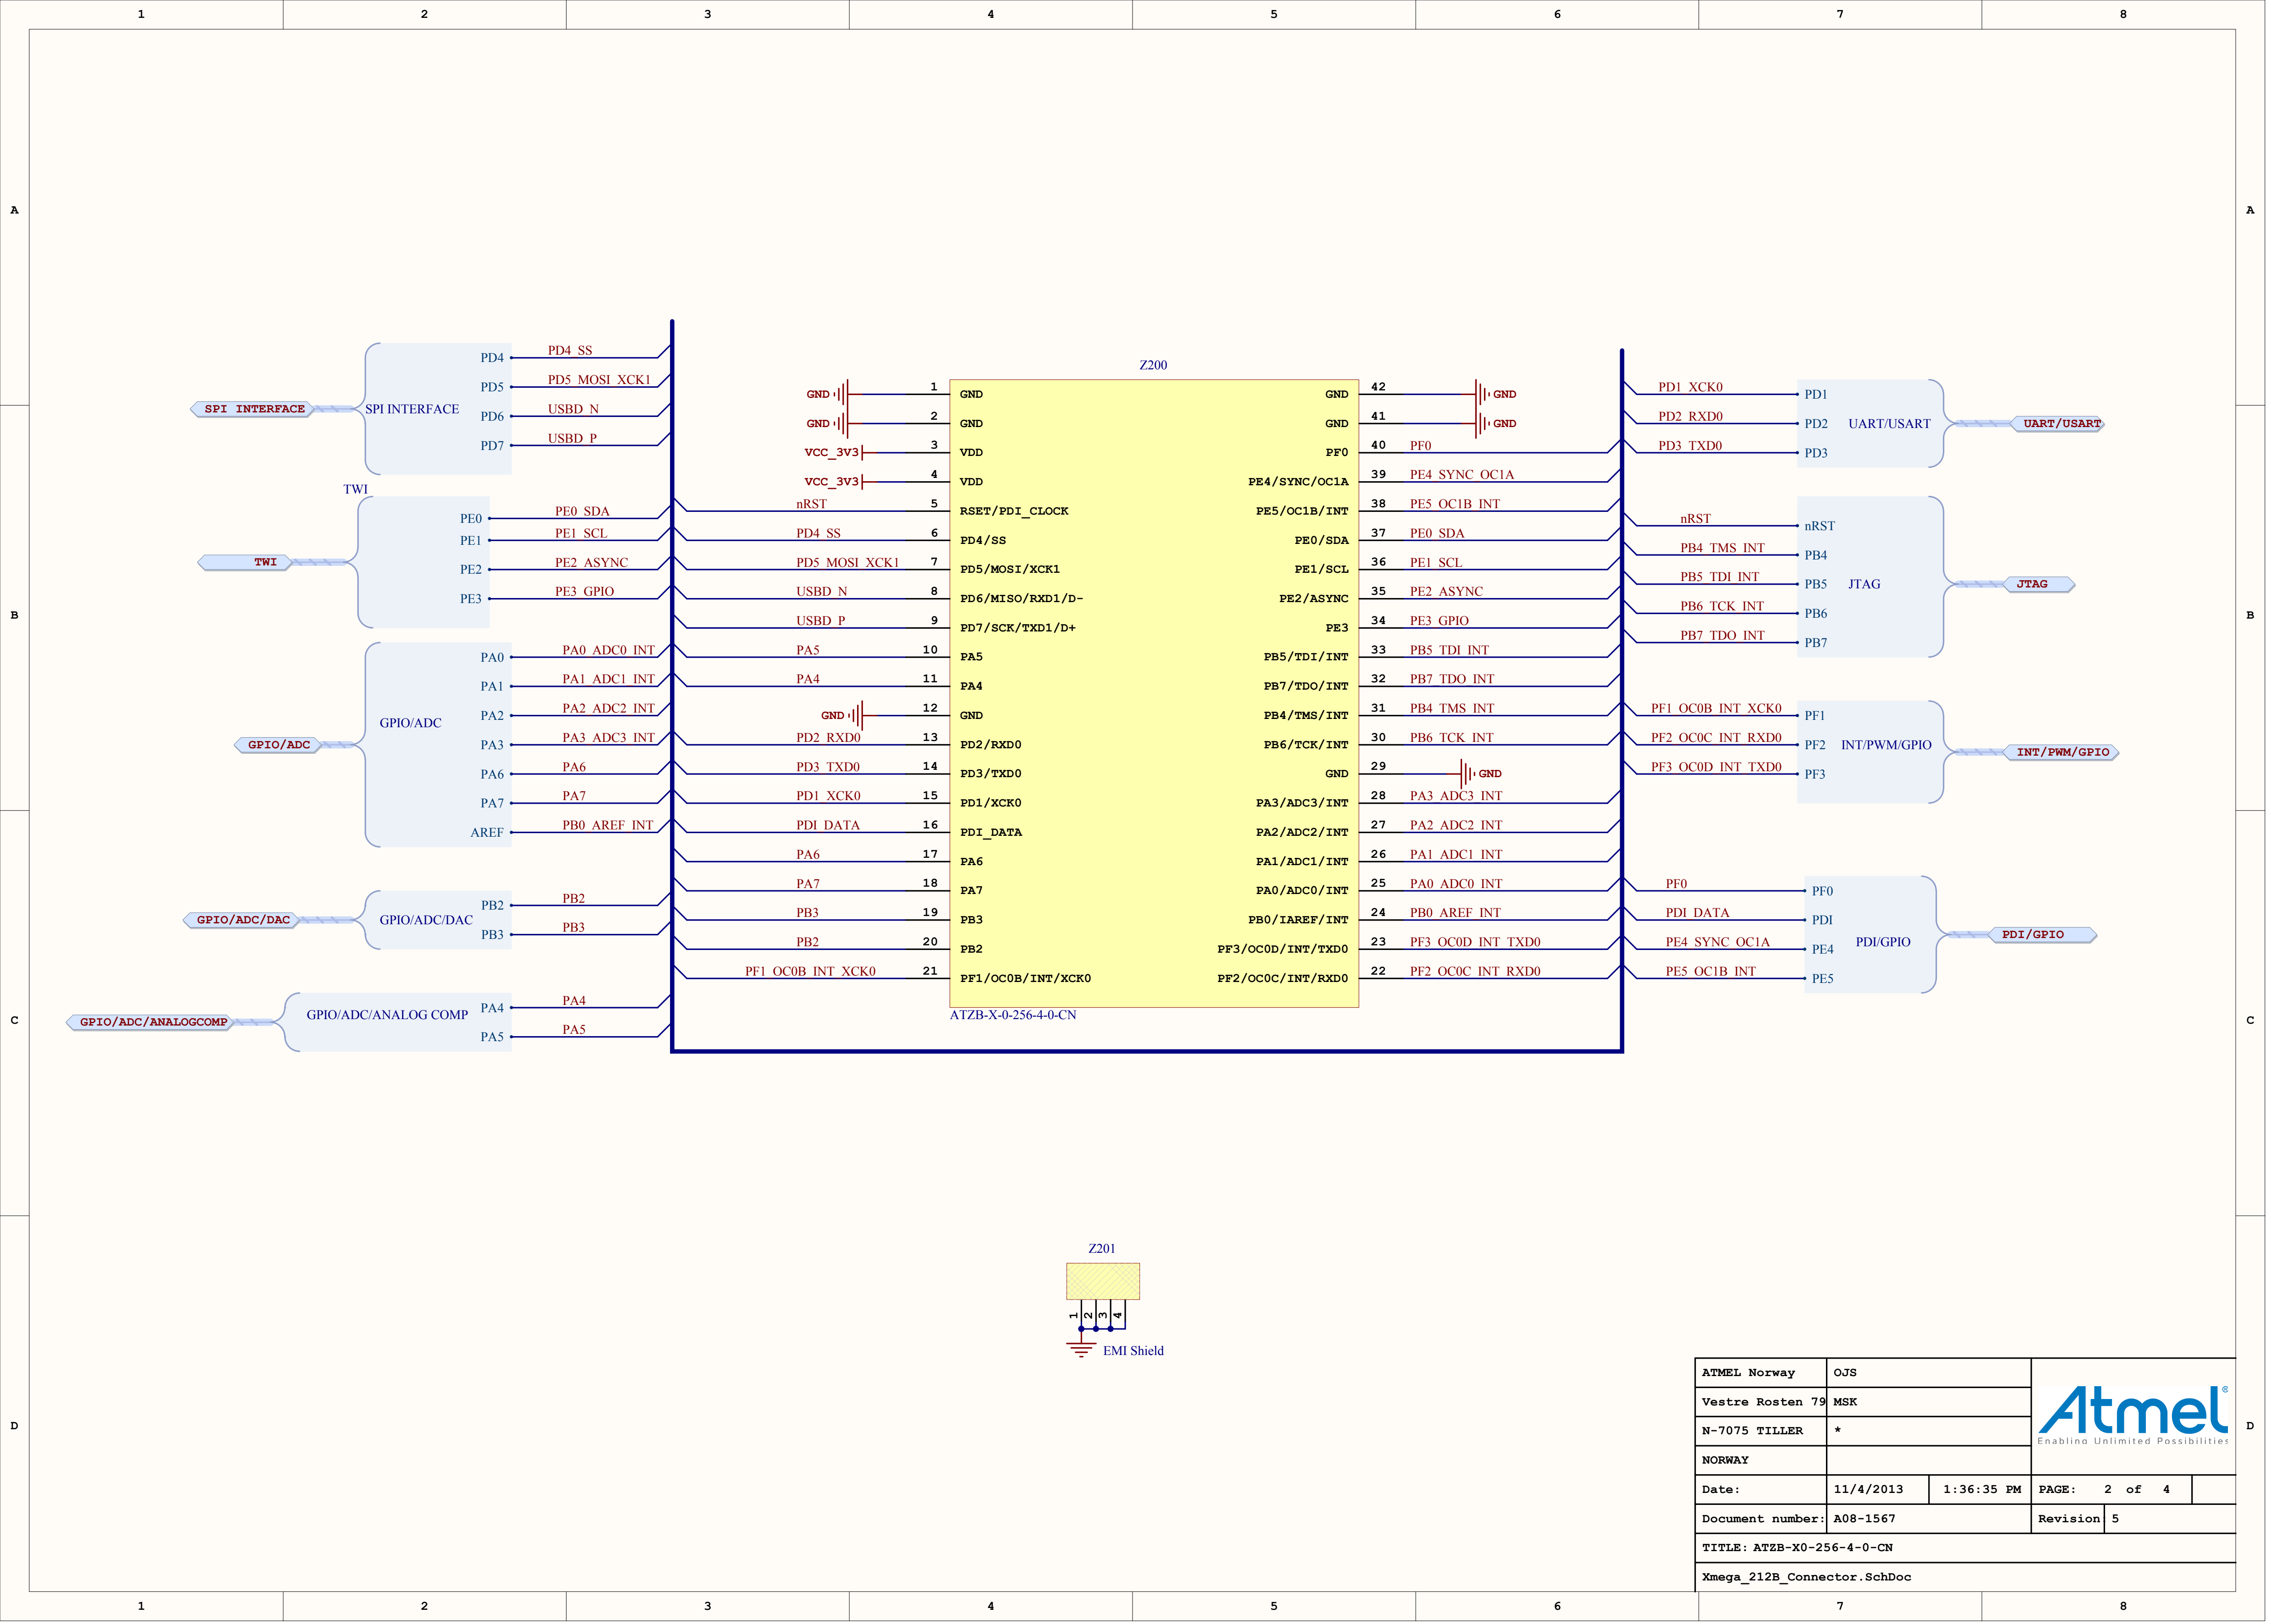 1 2 3 4 5 6 7 8
A A
B B
C C
D D
SPI INTERFACE
SPI INTERFACE
PD4 PD4_SS
PD5 PD5_MOSI_XCK1
PD6 USBD_N
PD7 USBD_P
TWI
TWI
PE0 PE0_SDA
PE1 PE1_SCL
PE2 PE2_ASYNC
PE3 PE3_GPIO
GPIO/ADC
GPIO/ADC
PA0 PA0_ADC0_INT
PA1 PA1_ADC1_INT
PA2 PA2_ADC2_INT
PA3 PA3_ADC3_INT
PA6 PA6
PA7 PA7
AREF PB0_AREF_INT
GPIO/ADC/DAC
GPIO/ADC/DAC
PB2 PB2
PB3 PB3
GPIO/ADC/ANALOGCOMP
GPIO/ADC/ANALOG COMP
PA4 PA4
PA5 PA5
Z200
GND 1 GND
GND 2 GND
VCC_3V3 3 VDD
VCC_3V3 4 VDD
nRST 5 RSET/PDI_CLOCK
PD4_SS 6 PD4/SS
PD5_MOSI_XCK1 7 PD5/MOSI/XCK1
USBD_N 8 PD6/MISO/RXD1/D-
USBD_P 9 PD7/SCK/TXD1/D+
PA5 10 PA5
PA4 11 PA4
GND 12 GND
PD2_RXD0 13 PD2/RXD0
PD3_TXD0 14 PD3/TXD0
PD1_XCK0 15 PD1/XCK0
PDI_DATA 16 PDI_DATA
PA6 17 PA6
PA7 18 PA7
PB3 19 PB3
PB2 20 PB2
PF1_OC0B_INT_XCK0 21 PF1/OC0B/INT/XCK0
GND 42 GND
GND 41 GND
PF0 40 PF0
PE4/SYNC/OC1A 39 PE4_SYNC_OC1A
PE5/OC1B/INT 38 PE5_OC1B_INT
PE0/SDA 37 PE0_SDA
PE1/SCL 36 PE1_SCL
PE2/ASYNC 35 PE2_ASYNC
PE3 34 PE3_GPIO
PB5/TDI/INT 33 PB5_TDI_INT
PB7/TDO/INT 32 PB7_TDO_INT
PB4/TMS/INT 31 PB4_TMS_INT
PB6/TCK/INT 30 PB6_TCK_INT
GND 29 GND
PA3/ADC3/INT 28 PA3_ADC3_INT
PA2/ADC2/INT 27 PA2_ADC2_INT
PA1/ADC1/INT 26 PA1_ADC1_INT
PA0/ADC0/INT 25 PA0_ADC0_INT
PB0/IAREF/INT 24 PB0_AREF_INT
PF3/OC0D/INT/TXD0 23 PF3_OC0D_INT_TXD0
PF2/OC0C/INT/RXD0 22 PF2_OC0C_INT_RXD0
ATZB-X-0-256-4-0-CN
PD1_XCK0 PD1
PD2_RXD0 PD2
PD3_TXD0 PD3
UART/USART
UART/USART
nRST nRST
PB4_TMS_INT PB4
PB5_TDI_INT PB5
PB6_TCK_INT PB6
PB7_TDO_INT PB7
JTAG
JTAG
PF1_OC0B_INT_XCK0 PF1
PF2_OC0C_INT_RXD0 PF2
PF3_OC0D_INT_TXD0 PF3
INT/PWM/GPIO
INT/PWM/GPIO
PF0 PF0
PDI_DATA PDI
PE4_SYNC_OC1A PE4
PE5_OC1B_INT PE5
PDI/GPIO
PDI/GPIO
Z201
1 2 3 4
EMI Shield
ATMEL Norway OJS
Vestre Rosten 79 MSK
N-7075 TILLER *
NORWAY
Atmel®
Enabling Unlimited Possibilities
Date: 11/4/2013 1:36:35 PM PAGE: 2 of 4
Document number: A08-1567 Revision 5
TITLE: ATZB-X0-256-4-0-CN
Xmega_212B_Connector.SchDoc
1 2 3 4 5 6 7 8